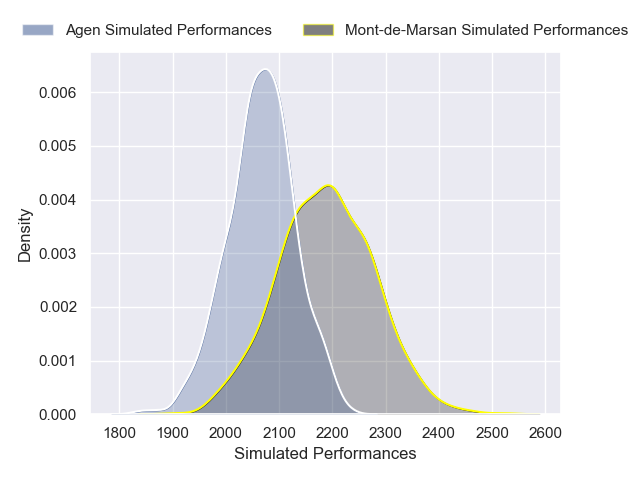 Agen Simulated Performances
Mont-de-Marsan Simulated Performances
0.006
0.005
0.004
0.003
0.002
0.001
0.000
Density
1800 1900 2000 2100 2200 2300 2400 2500 2600
Simulated Performances